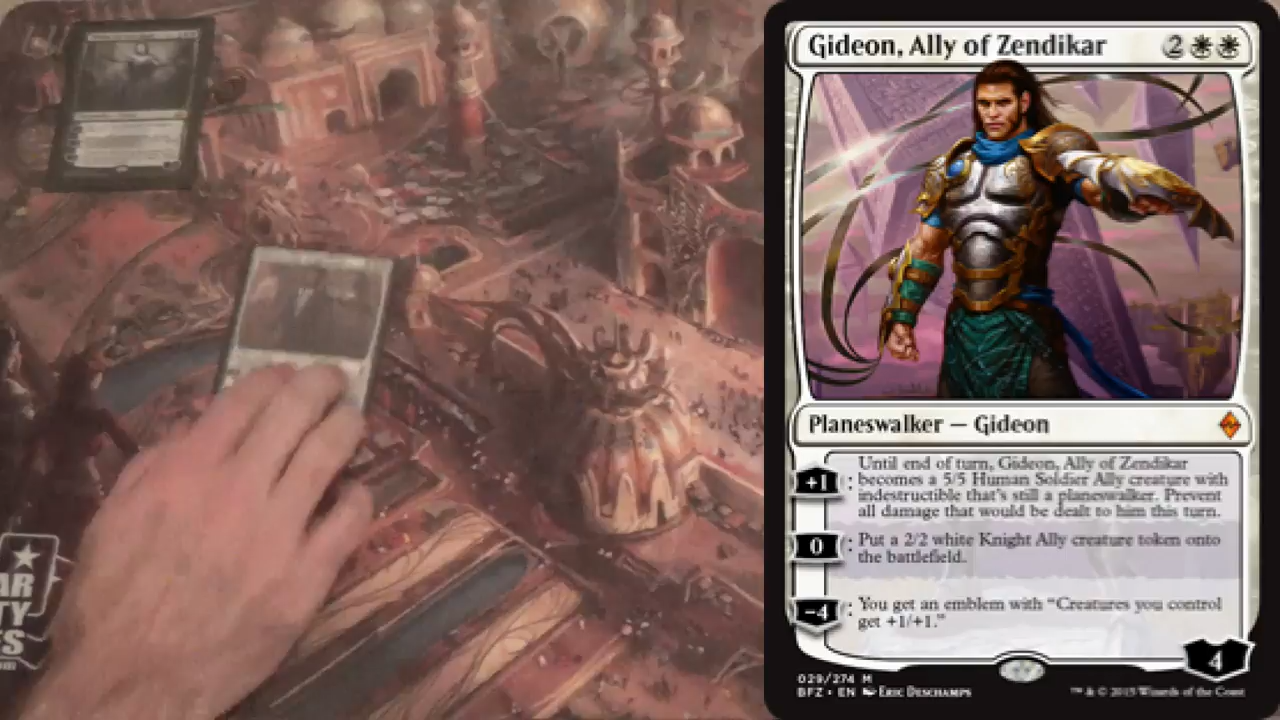 AR
TY
ES
Gideon, Ally of Zendikar 2
Planeswalker — Gideon
+1 : Until end of turn, Gideon, Ally of Zendikar
becomes a 5/5 Human Soldier Ally creature with
indestructible that's still a planeswalker. Prevent
all damage that would be dealt to him this turn.
0 : Put a 2/2 white Knight Ally creature token onto
the battlefield.
-4 : You get an emblem with "Creatures you control
get +1/+1."
4
029/274 M
BFZ • EN Eric Deschamps
™ & © 2015 Wizards of the Coast